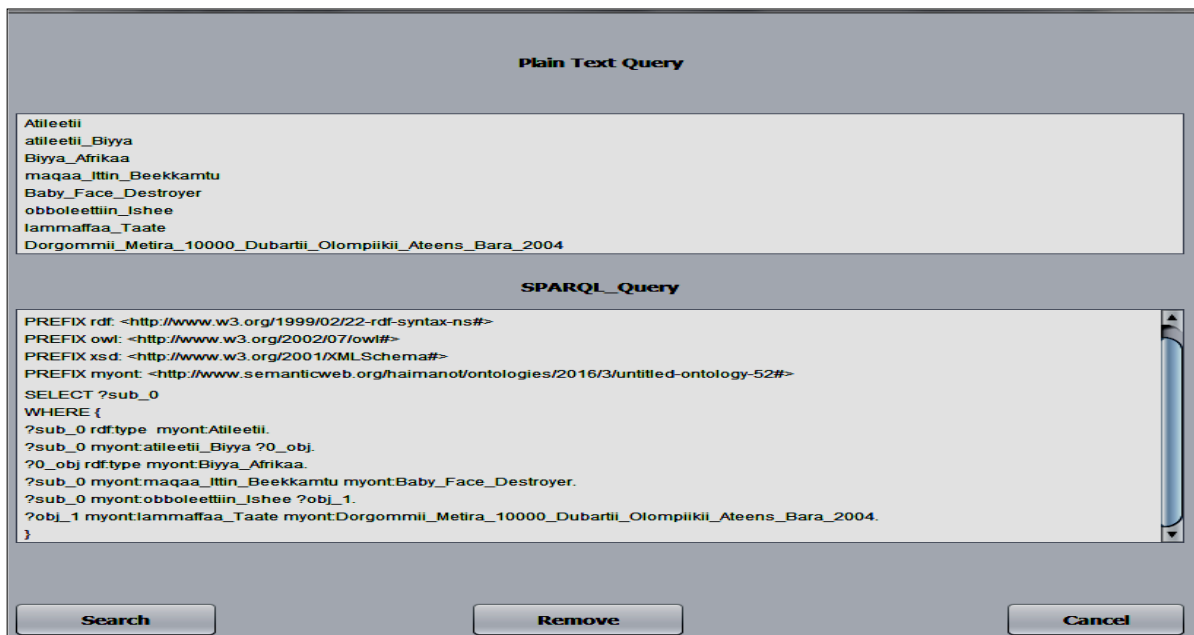 Plain Text Query
Atileetii
atileetii_Biyya
Biyya_Afrikaa
maqaa_Ittin_Beekkamtu
Baby_Face_Destroyer
obboleettiin_Ishee
lammaffaa_Taate
Dorgommii_Metira_10000_Dubartii_Olompiikii_Ateens_Bara_2004
SPARQL_Query
PREFIX rdf: <http://www.w3.org/1999/02/22-rdf-syntax-ns#>
PREFIX owl: <http://www.w3.org/2002/07/owl#>
PREFIX xsd: <http://www.w3.org/2001/XMLSchema#>
PREFIX myont: <http://www.semanticweb.org/haimanot/ontologies/2016/3/untitled-ontology-52#>
SELECT ?sub_0
WHERE {
?sub_0 rdf:type  myont:Atileetii.
?sub_0 myont:atileetii_Biyya ?0_obj.
?0_obj rdf:type myont:Biyya_Afrikaa.
?sub_0 myont:maqaa_Ittin_Beekkamtu myont:Baby_Face_Destroyer.
?sub_0 myont:obboleettiin_Ishee ?obj_1.
?obj_1 myont:lammaffaa_Taate myont:Dorgommii_Metira_10000_Dubartii_Olompiikii_Ateens_Bara_2004.
}
Search
Remove
Cancel